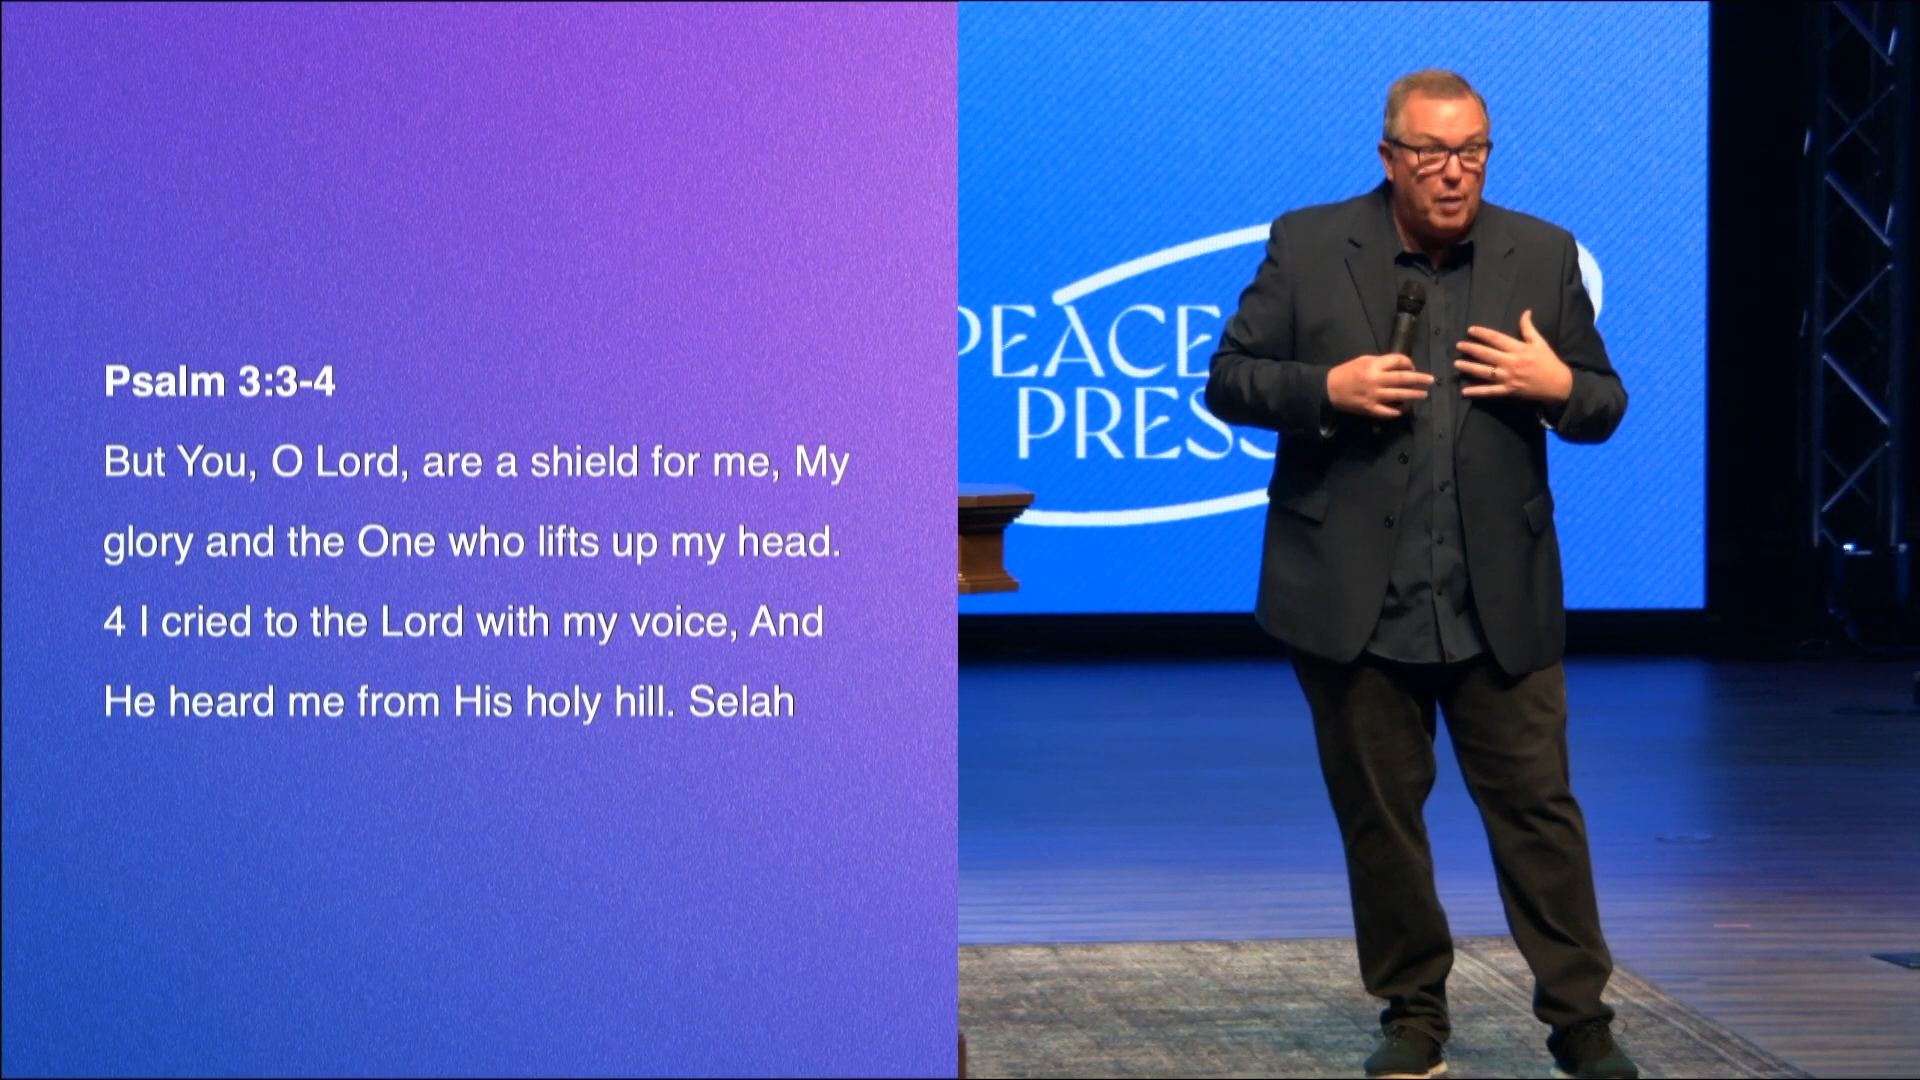 Psalm 3:3-4
But You, O Lord, are a shield for me, My
glory and the One who lifts up my head.
4 I cried to the Lord with my voice, And
He heard me from His holy hill. Selah
PEACE
PRESS